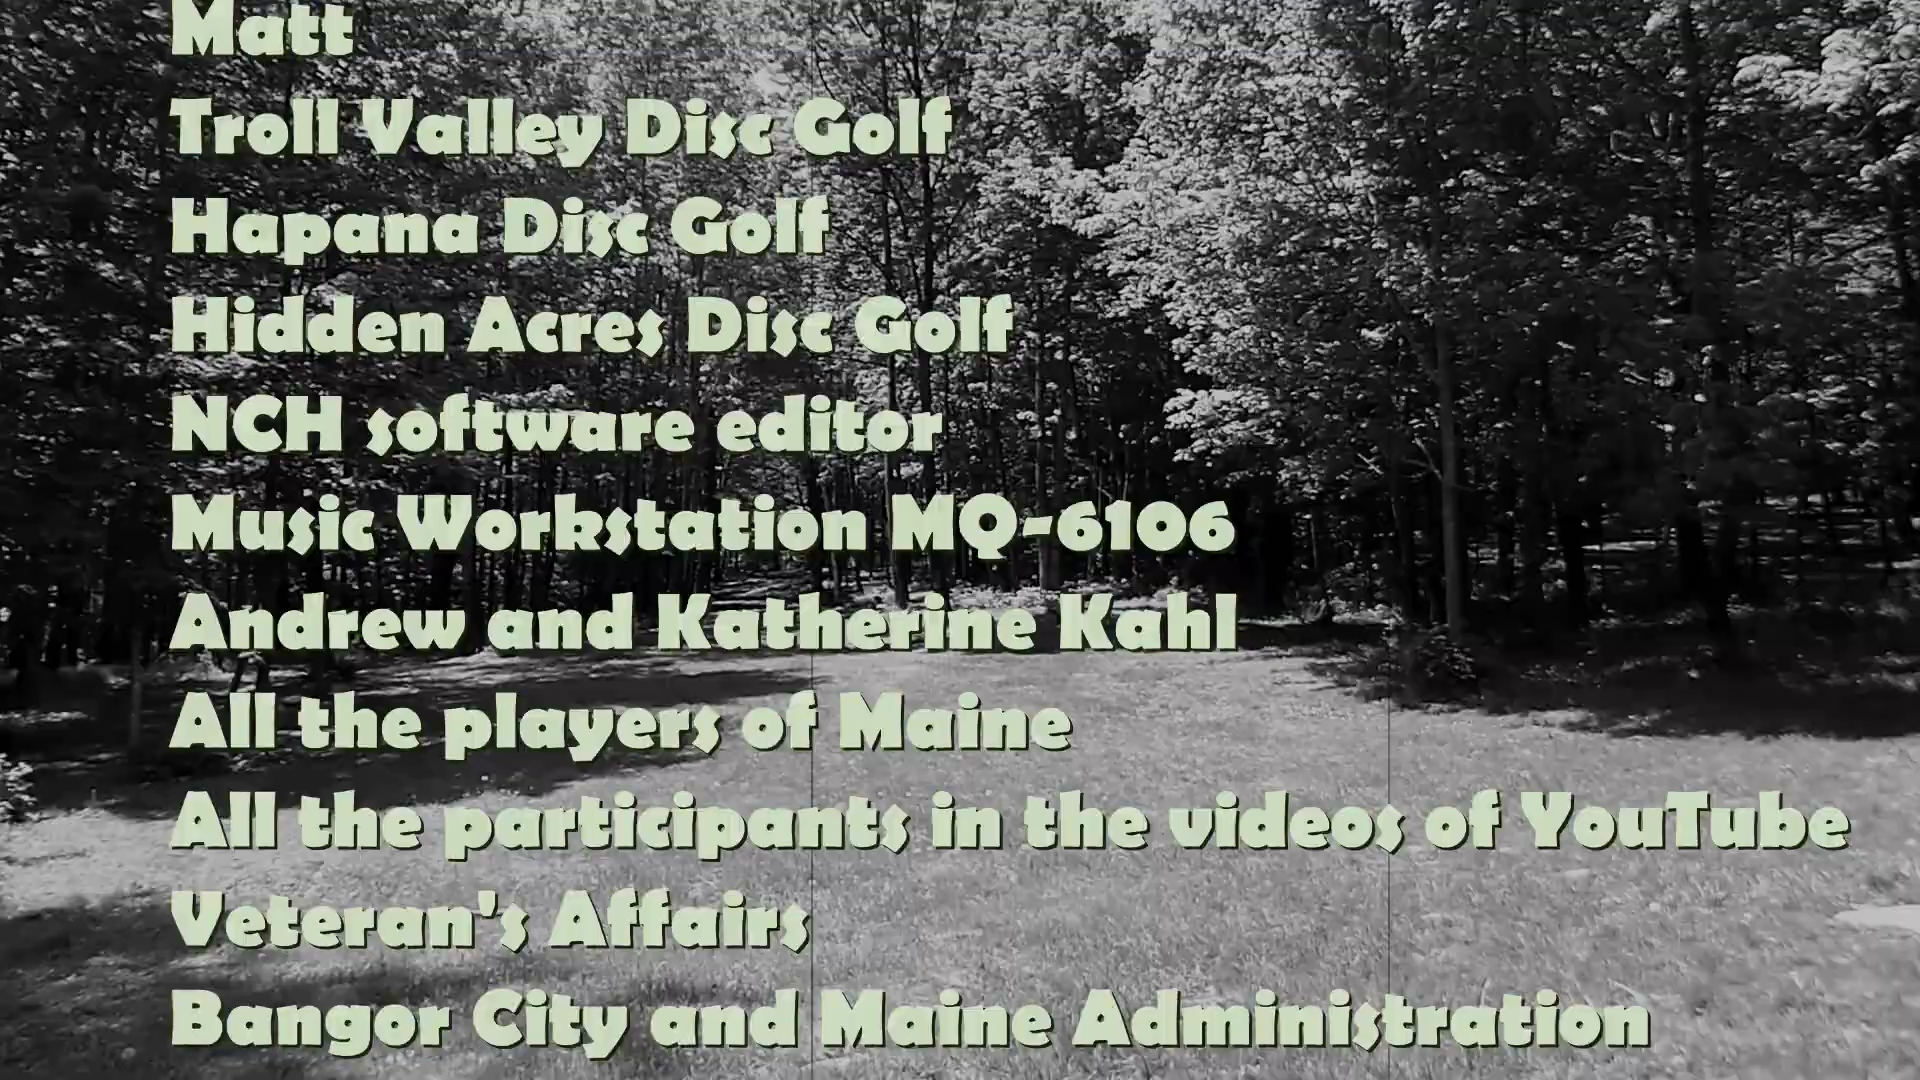 Matt
Troll Valley Disc Golf
Hapana Disc Golf
Hidden Acres Disc Golf
NCH software editor
Music Workstation MQ-6106
Andrew and Katherine Kahl
All the players of Maine
All the participants in the videos of YouTube
Veteran's Affairs
Bangor City and Maine Administration